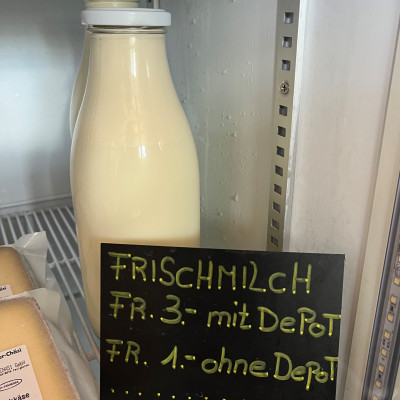 FRISCHMILCH
FR. 3.- mit DePoT
FR. 1.- ohne DePoT